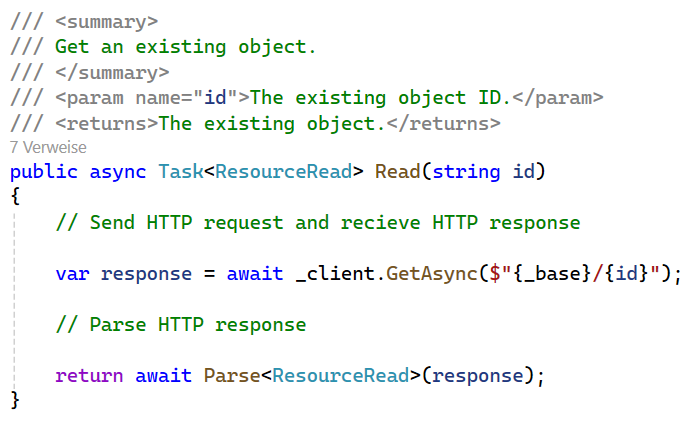 /// <summary>
/// Get an existing object.
/// </summary>
/// <param name="id">The existing object ID.</param>
/// <returns>The existing object.</returns>
7 Verweise
public async Task<ResourceRead> Read(string id)
{
// Send HTTP request and recieve HTTP response
var response = await _client.GetAsync($"{_base}/{id}");
// Parse HTTP response
return await Parse<ResourceRead>(response);
}